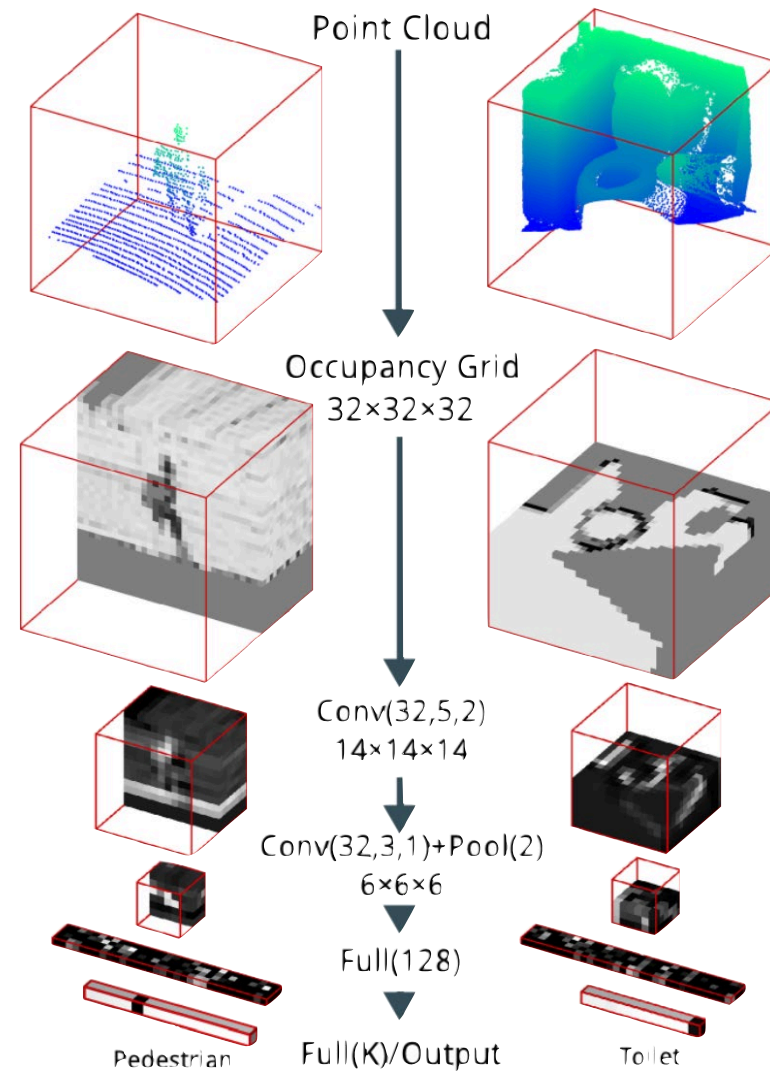 Point Cloud
Occupancy Grid
32×32×32
Conv(32,5,2)
14×14×14
Conv(32,3,1)+Pool(2)
6×6×6
Full(128)
Pedestrian
Full(K)/Output
Toilet